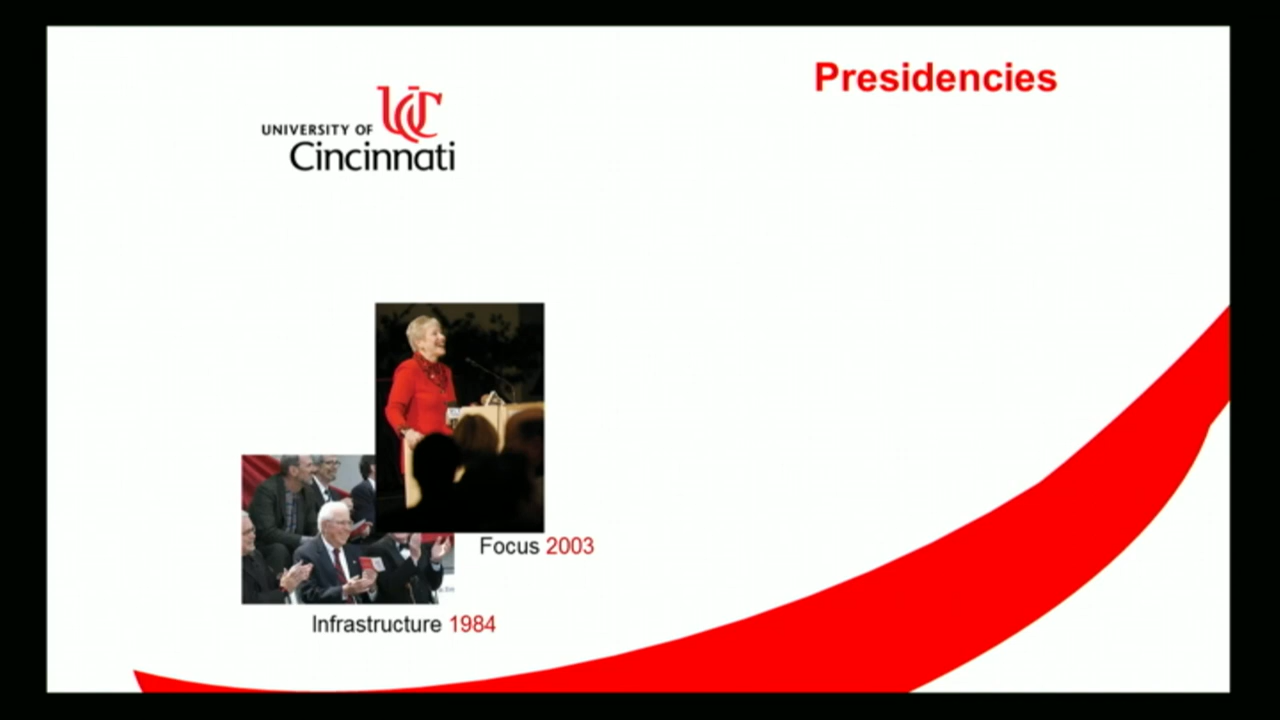 Presidencies
UNIVERSITY OF UC
Cincinnati
Focus 2003
Infrastructure 1984